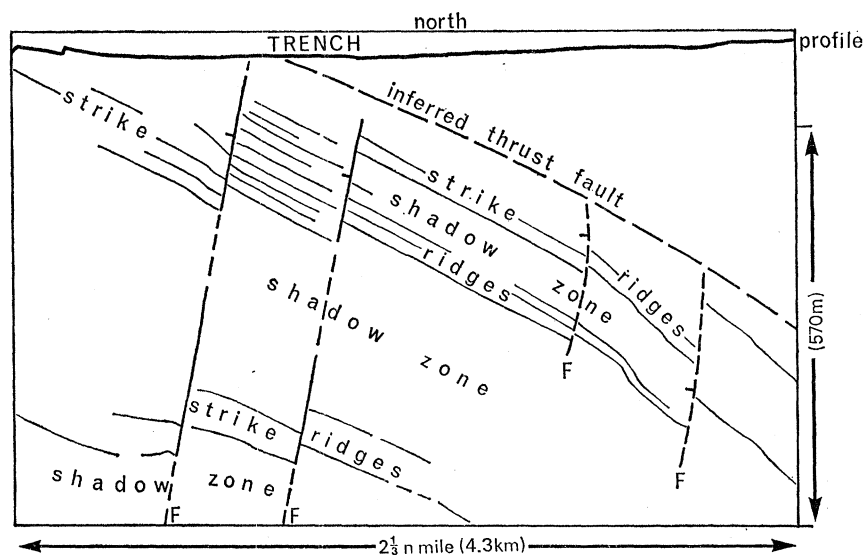 north
TRENCH
profile
strike
inferred thrust fault
strike
shadow
ridges
ridges
zone
shadow zone
F
strike ridges
F
shadow zone
F
F
(570m)
2⅓ n mile (4.3km)